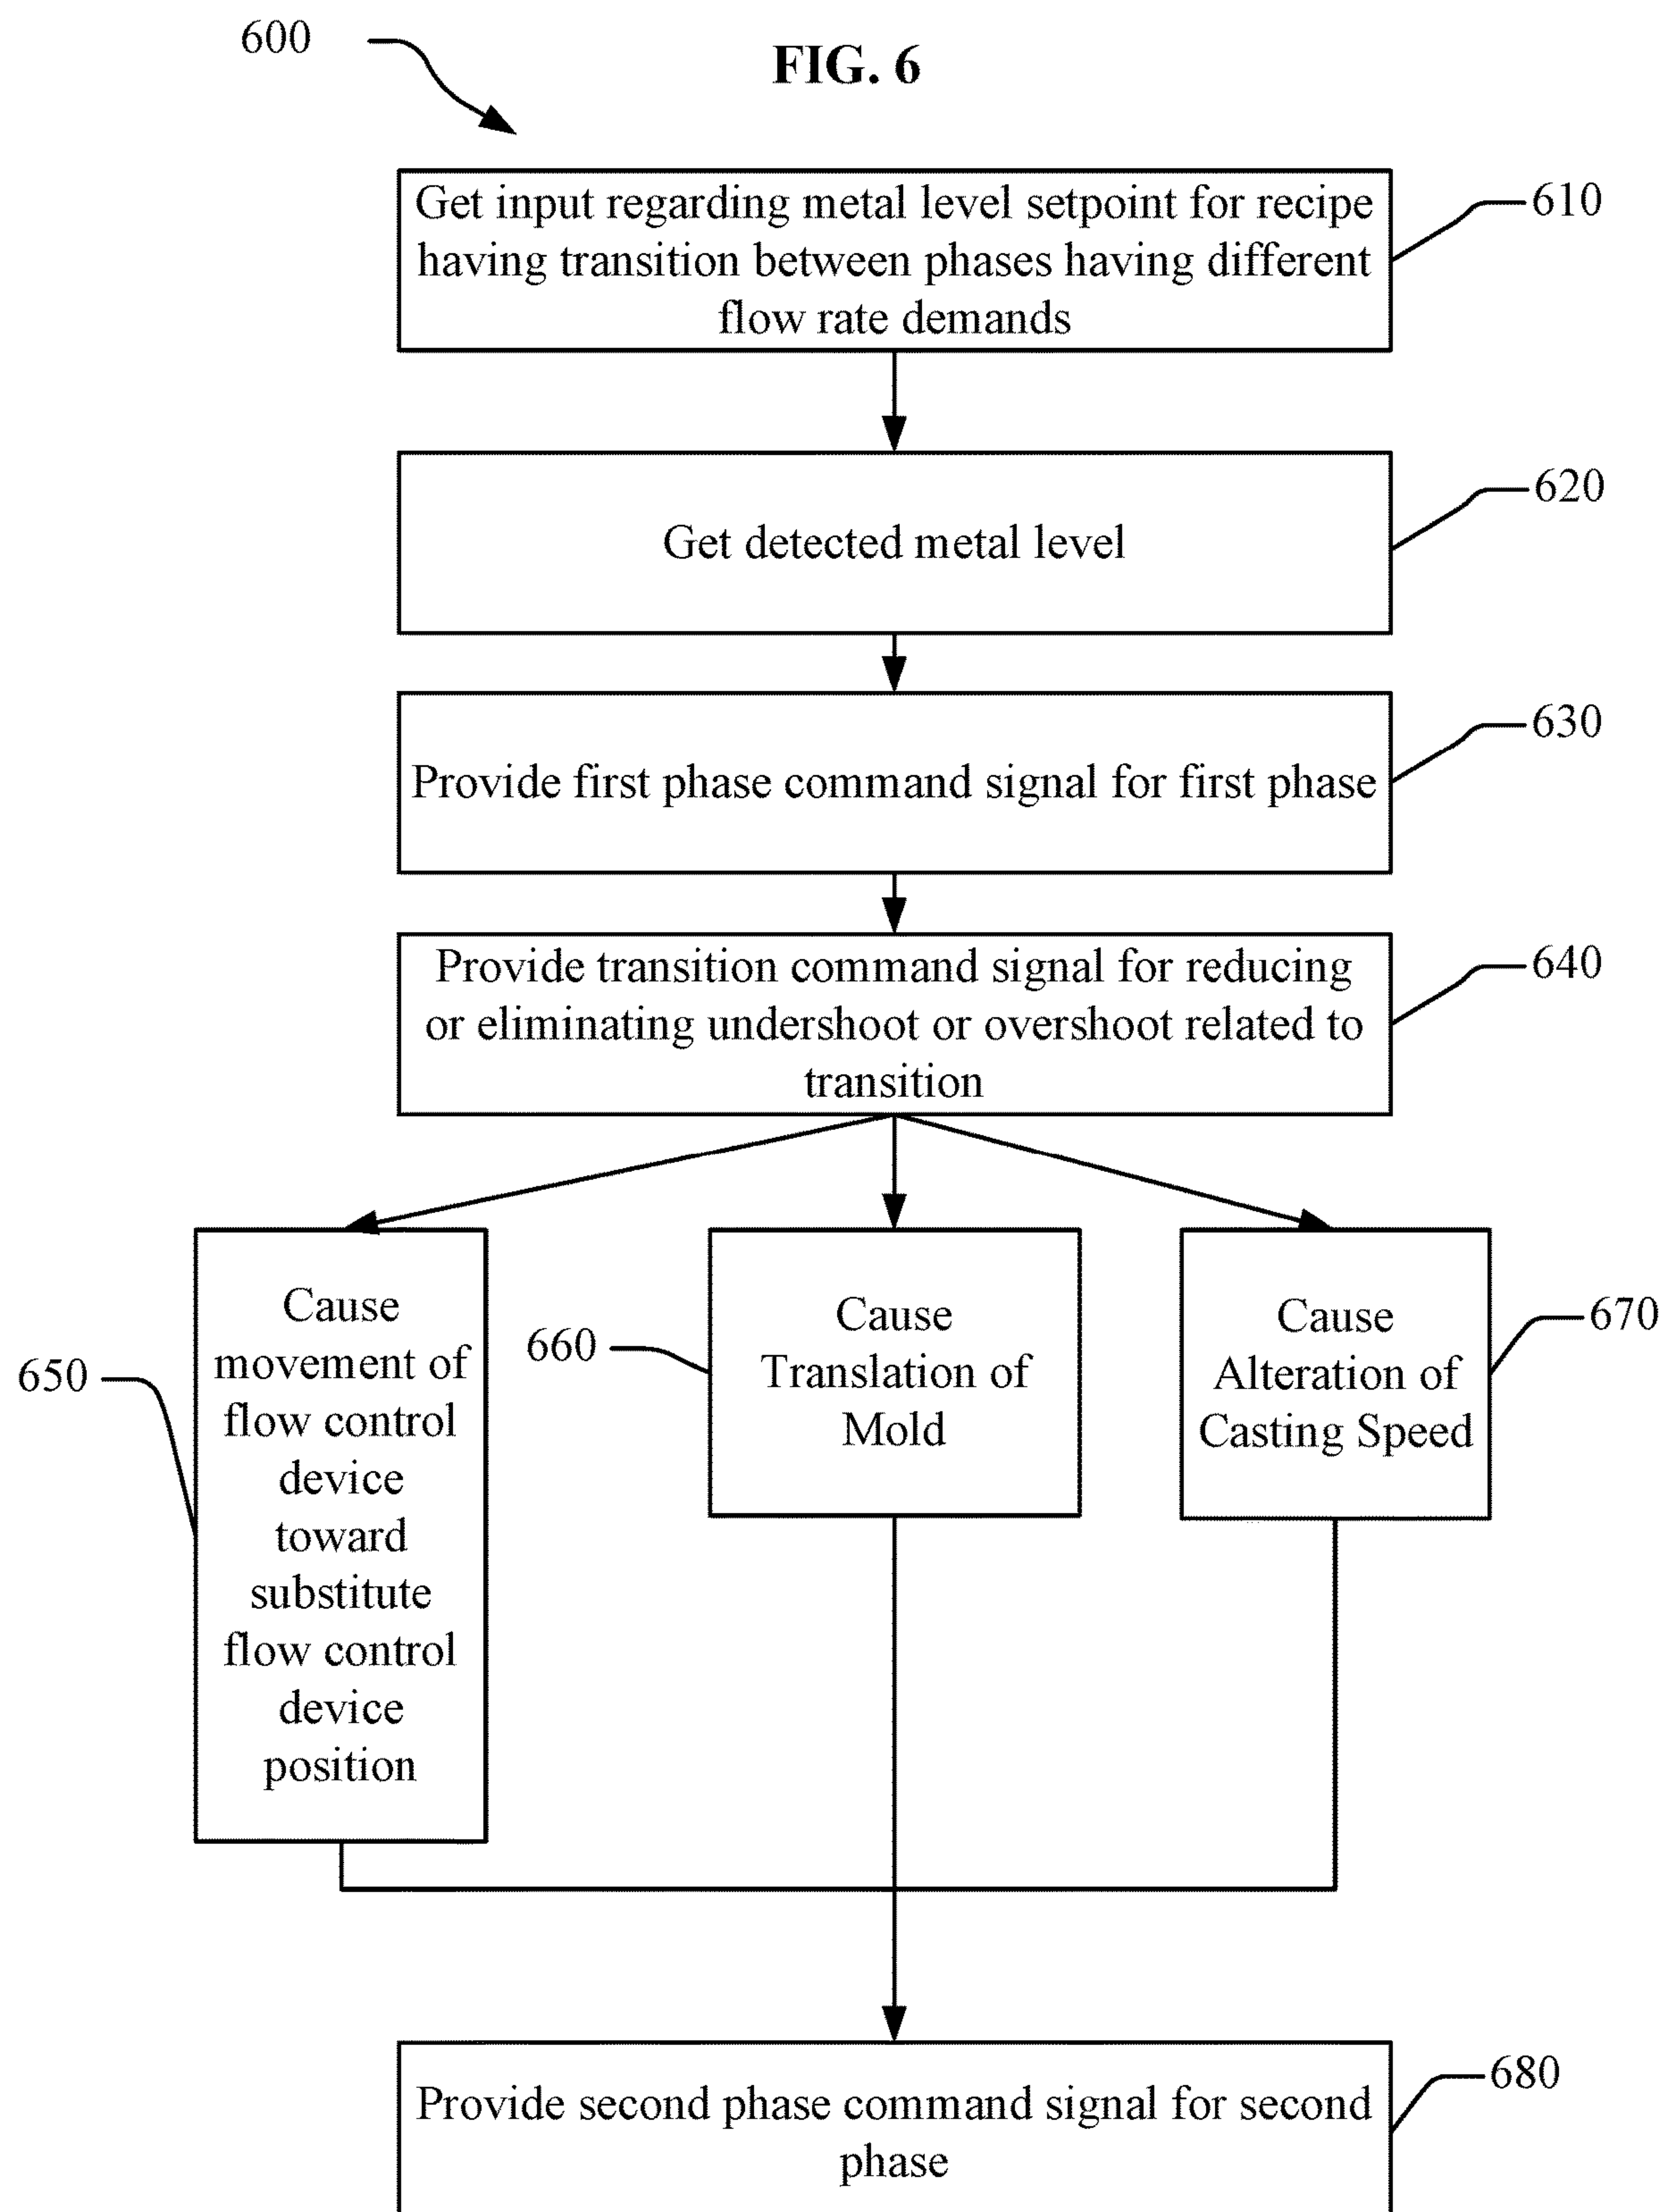 600
FIG. 6
Get input regarding metal level setpoint for recipe
having transition between phases having different
flow rate demands
610
Get detected metal level
620
Provide first phase command signal for first phase
630
Provide transition command signal for reducing
or eliminating undershoot or overshoot related to
transition
640
650
Cause
movement of
flow control
device
toward
substitute
flow control
device
position
660
Cause
Translation of
Mold
Cause
Alteration of
Casting Speed
670
Provide second phase command signal for second
phase
680